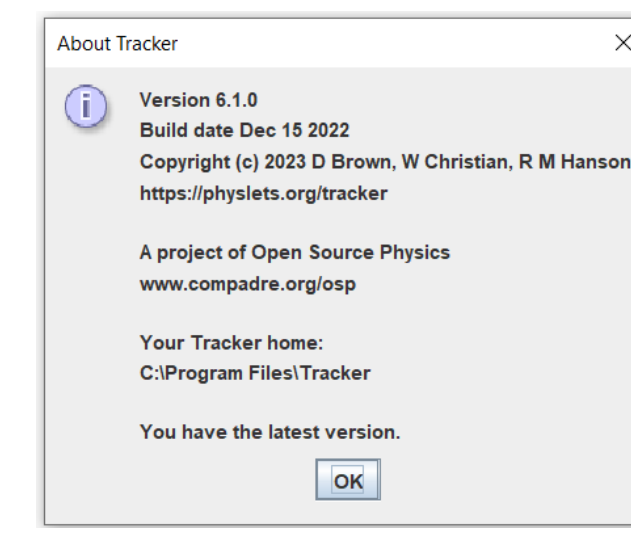 About Tracker
Version 6.1.0
Build date Dec 15 2022
Copyright (c) 2023 D Brown, W Christian, R M Hanson
https://physlets.org/tracker
A project of Open Source Physics
www.compadre.org/osp
Your Tracker home:
C:\Program Files\Tracker
You have the latest version.
OK